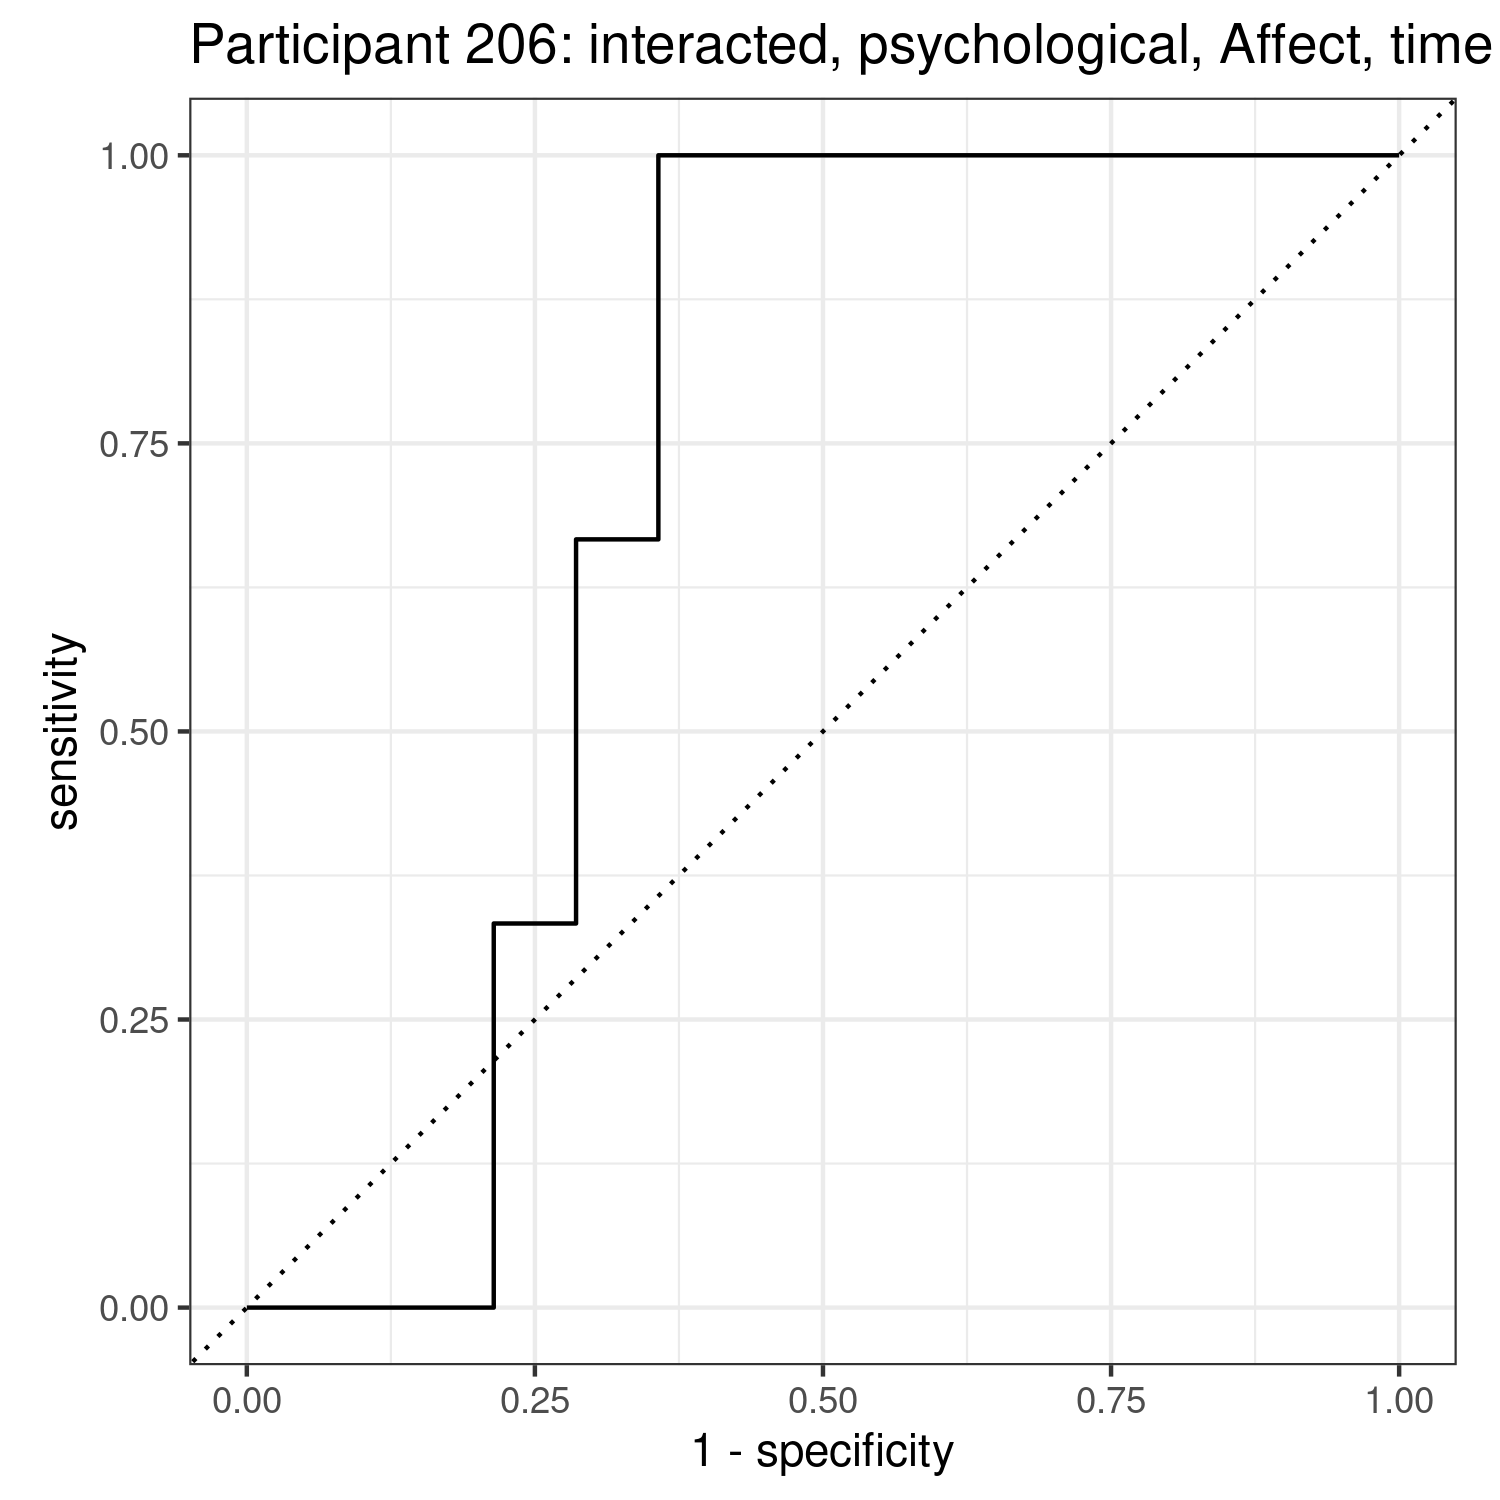 Participant 206: interacted, psychological, Affect, time
1.00
0.75
0.50
0.25
0.00
sensitivity
0.00 0.25 0.50 0.75 1.00
1 - specificity